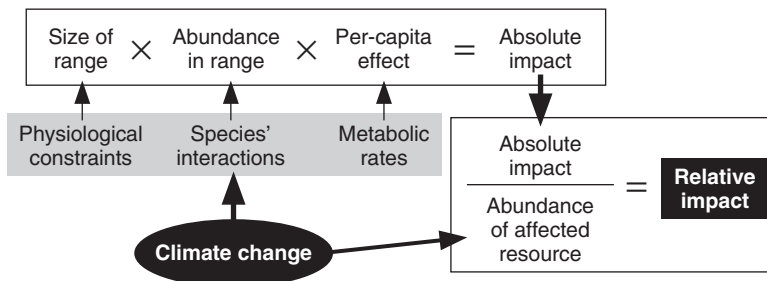 Size of range × Abundance in range × Per-capita effect = Absolute impact
Physiological constraints
Species' interactions
Metabolic rates
Climate change
Absolute impact
Abundance of affected resource
=
Relative impact